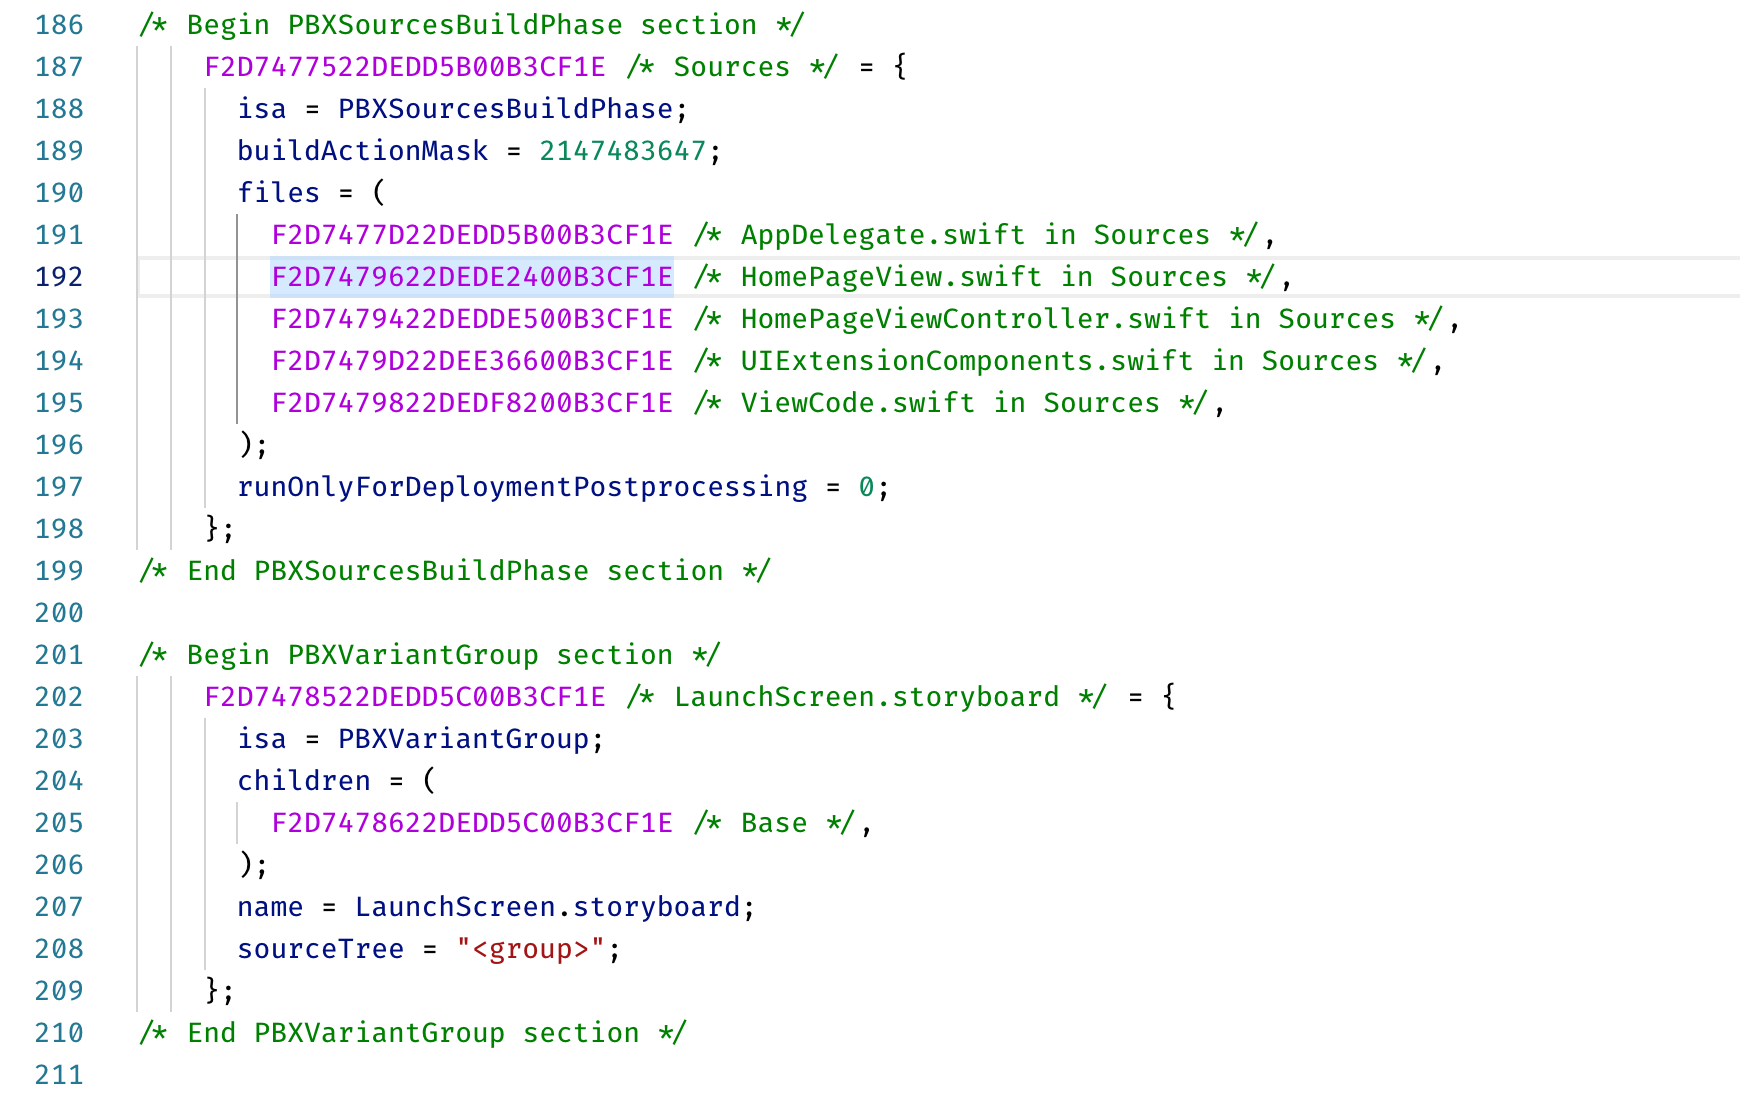 186 /* Begin PBXSourcesBuildPhase section */
187 F2D7477522DEDD5B00B3CF1E /* Sources */ = {
188 isa = PBXSourcesBuildPhase;
189 buildActionMask = 2147483647;
190 files = (
191 F2D7477D22DEDD5B00B3CF1E /* AppDelegate.swift in Sources */,
192 F2D7479622DEDE2400B3CF1E /* HomePageView.swift in Sources */,
193 F2D7479422DEDDE500B3CF1E /* HomePageViewController.swift in Sources */,
194 F2D7479D22DEE36600B3CF1E /* UIExtensionComponents.swift in Sources */,
195 F2D7479822DEDF8200B3CF1E /* ViewCode.swift in Sources */,
196 );
197 runOnlyForDeploymentPostprocessing = 0;
198 };
199 /* End PBXSourcesBuildPhase section */
200
201 /* Begin PBXVariantGroup section */
202 F2D7478522DEDD5C00B3CF1E /* LaunchScreen.storyboard */ = {
203 isa = PBXVariantGroup;
204 children = (
205 F2D7478622DEDD5C00B3CF1E /* Base */,
206 );
207 name = LaunchScreen.storyboard;
208 sourceTree = "<group>";
209 };
210 /* End PBXVariantGroup section */
211